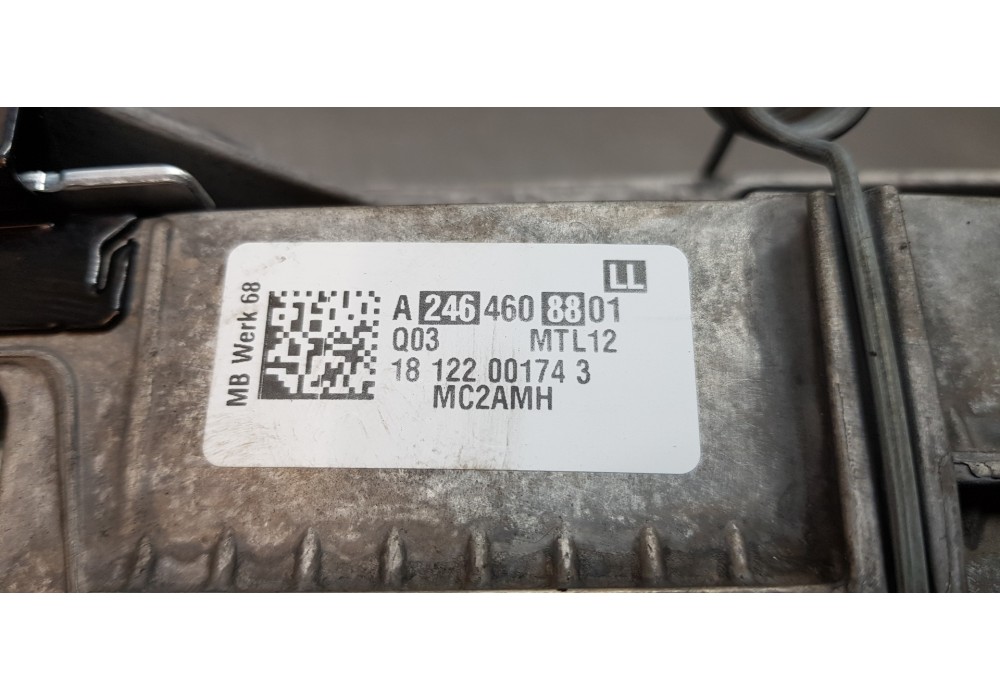 LL
MB Werk 68
A 246 460 88 01
Q03 MTL12
18 122 00174 3
MC2AMH